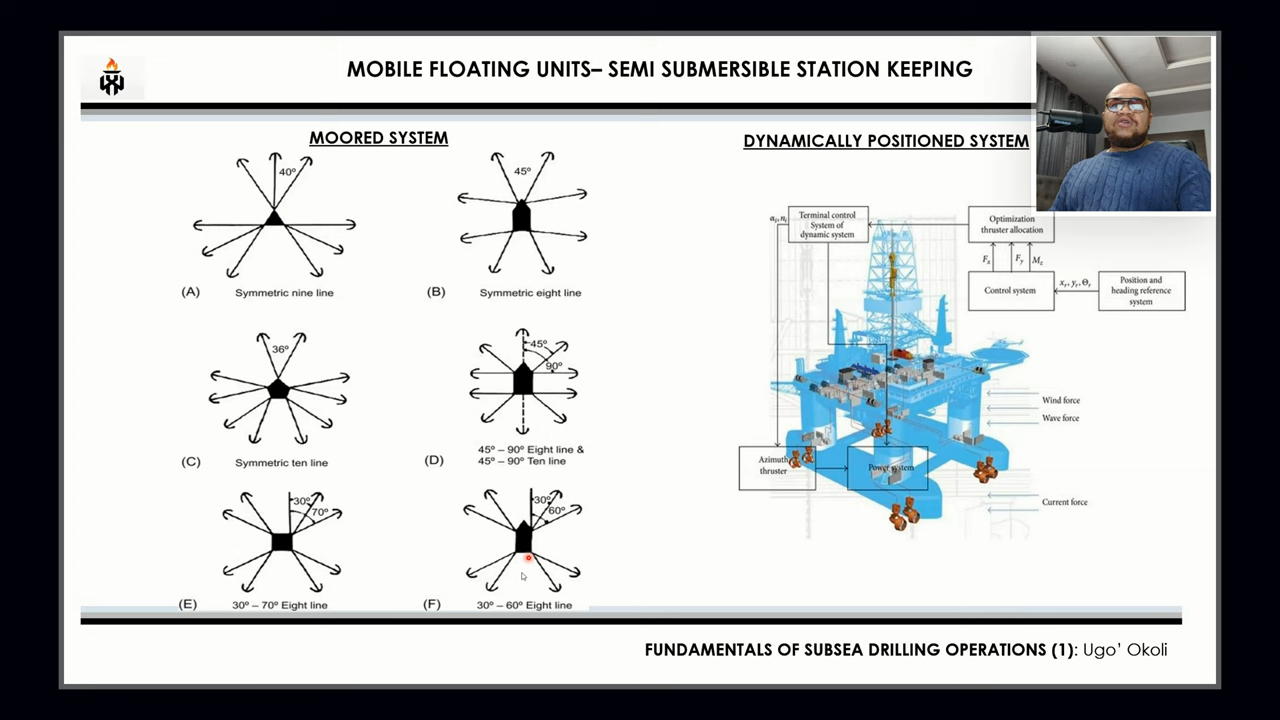 MOBILE FLOATING UNITS– SEMI SUBMERSIBLE STATION KEEPING
MOORED SYSTEM
40º
(A)
Symmetric nine line
45º
(B)
Symmetric eight line
36º
(C)
Symmetric ten line
45º
90º
(D)
45º – 90º Eight line &
45º – 90º Ten line
30º
70º
(E)
30º – 70º Eight line
30º
60º
(F)
30º – 60º Eight line
DYNAMICALLY POSITIONED SYSTEM
Terminal control
System of
dynamic system
Optimization
thruster allocation
Fx
Fy
Mz
Control system
Position and
heading reference
system
Wind force
Wave force
Azimuth
thruster
Power system
Current force
FUNDAMENTALS OF SUBSEA DRILLING OPERATIONS (1): Ugo’ Okoli